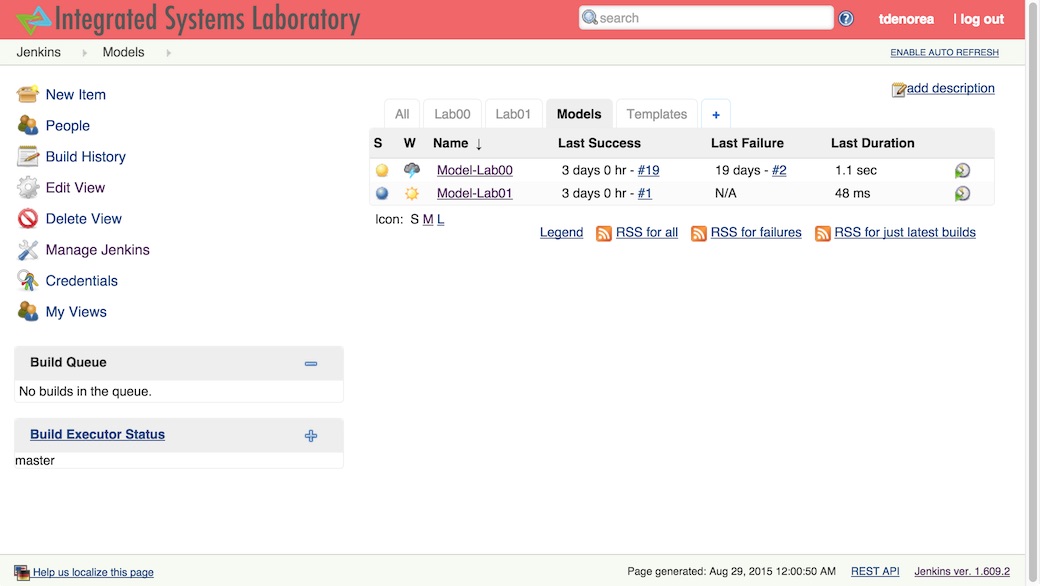 Integrated Systems Laboratory
search
tdenorea | log out
Jenkins Models ENABLE AUTO REFRESH
New Item
People
Build History
Edit View
Delete View
Manage Jenkins
Credentials
My Views
Build Queue
No builds in the queue.
Build Executor Status
master
add description
All Lab00 Lab01 Models Templates +
S W Name ↓ Last Success Last Failure Last Duration
Model-Lab00 3 days 0 hr - #19 19 days - #2 1.1 sec
Model-Lab01 3 days 0 hr - #1 N/A 48 ms
Icon: S M L
Legend RSS for all RSS for failures RSS for just latest builds
Help us localize this page Page generated: Aug 29, 2015 12:00:50 AM REST API Jenkins ver. 1.609.2